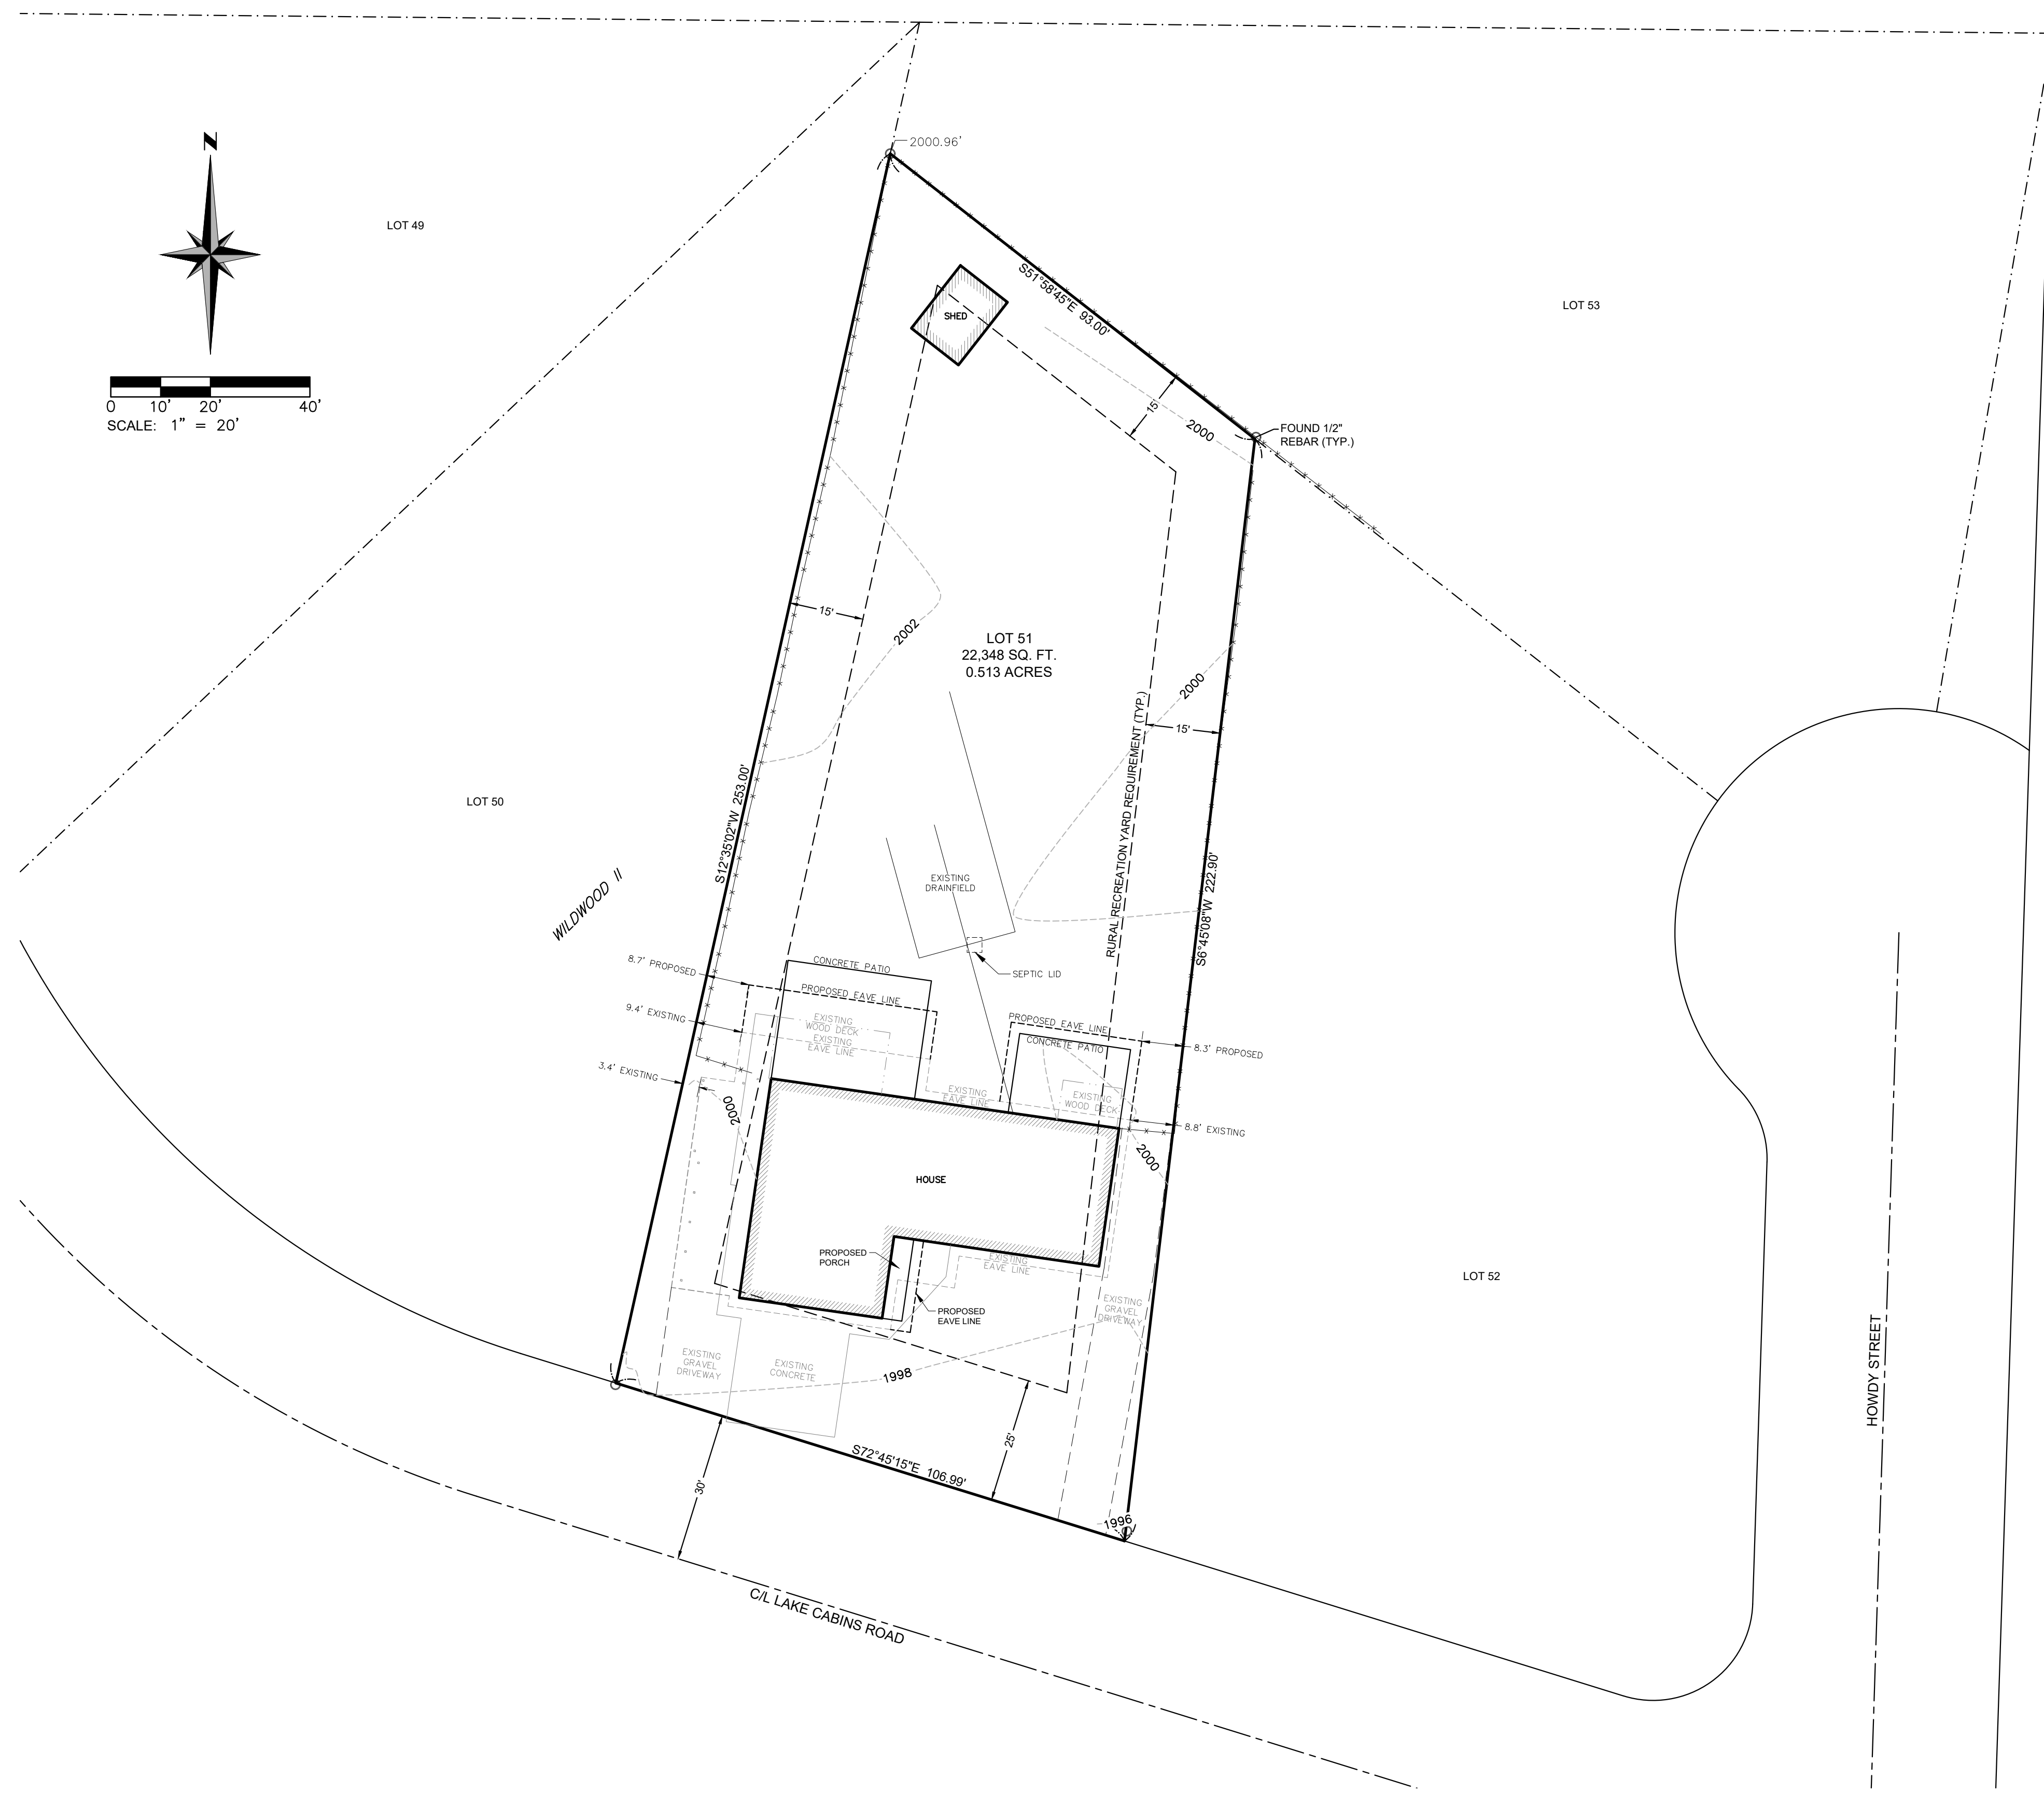 N
2000.96'
LOT 49
LOT 53
S51°58'45"E 93.00'
SHED
0 10' 20' 40'
SCALE: 1" = 20'
15'
2000
FOUND 1/2"
REBAR (TYP.)
15'
2002
LOT 51
22,348 SQ. FT.
0.513 ACRES
2000
15'
RURAL RECREATION YARD REQUIREMENT (TYP.)
S12°35'02"W 253.00'
LOT 50
WILDWOOD II
EXISTING
DRAINFIELD
S6°45'08"W 222.90'
8.7' PROPOSED
CONCRETE PATIO
SEPTIC LID
PROPOSED EAVE LINE
9.4' EXISTING
EXISTING
WOOD DECK
EXISTING
EAVE LINE
PROPOSED EAVE LINE
CONCRETE PATIO
8.3' PROPOSED
3.4' EXISTING
2000
EXISTING
EAVE LINE
EXISTING
WOOD DECK
8.8' EXISTING
2000
HOUSE
PROPOSED
PORCH
EXISTING
EAVE LINE
LOT 52
EXISTING
GRAVEL
DRIVEWAY
PROPOSED
EAVE LINE
EXISTING
GRAVEL
DRIVEWAY
EXISTING
CONCRETE
1998
HOWDY STREET
25'
S72°45'15"E 106.99'
30'
1996
C/L LAKE CABINS ROAD